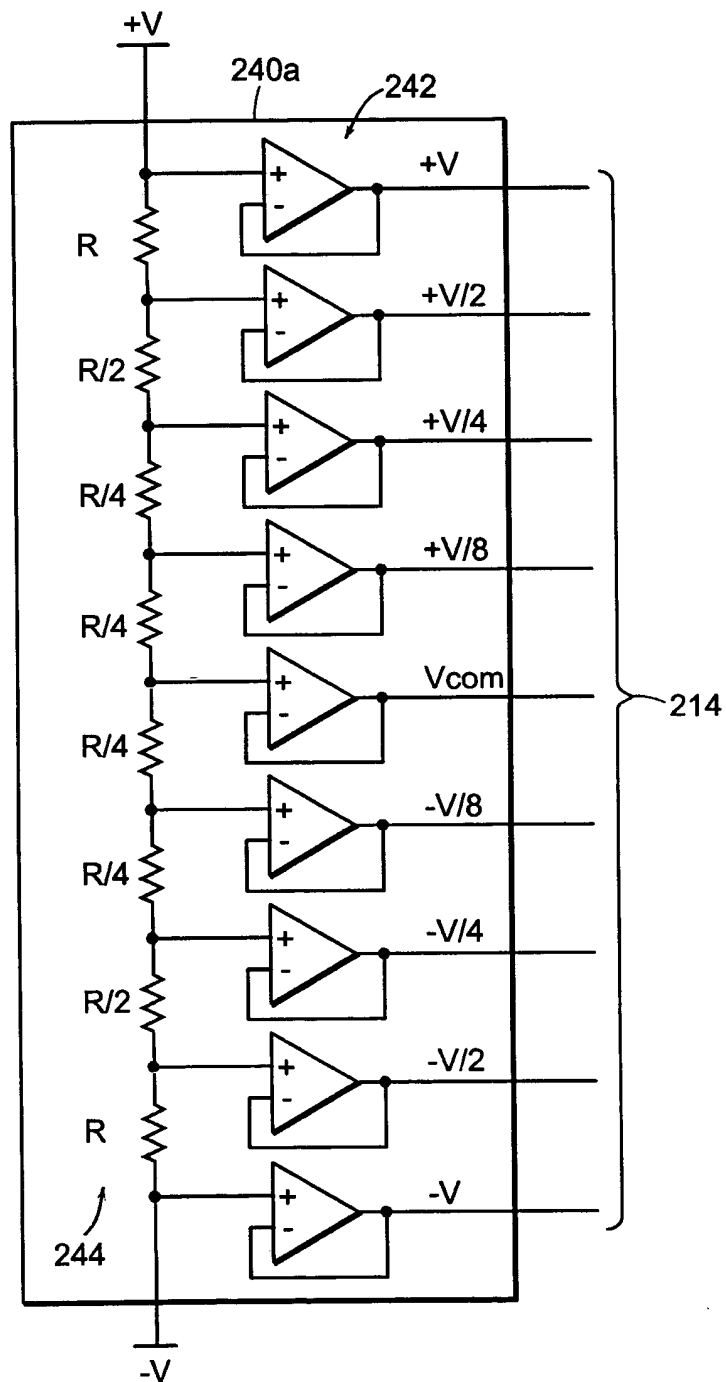 +V
240a
242
+
-
+V
R
+
-
+V/2
R/2
+
-
+V/4
R/4
+
-
+V/8
R/4
+
-
Vcom
214
R/4
+
-
-V/8
R/4
+
-
-V/4
R/2
+
-
-V/2
R
+
-
-V
244
-V